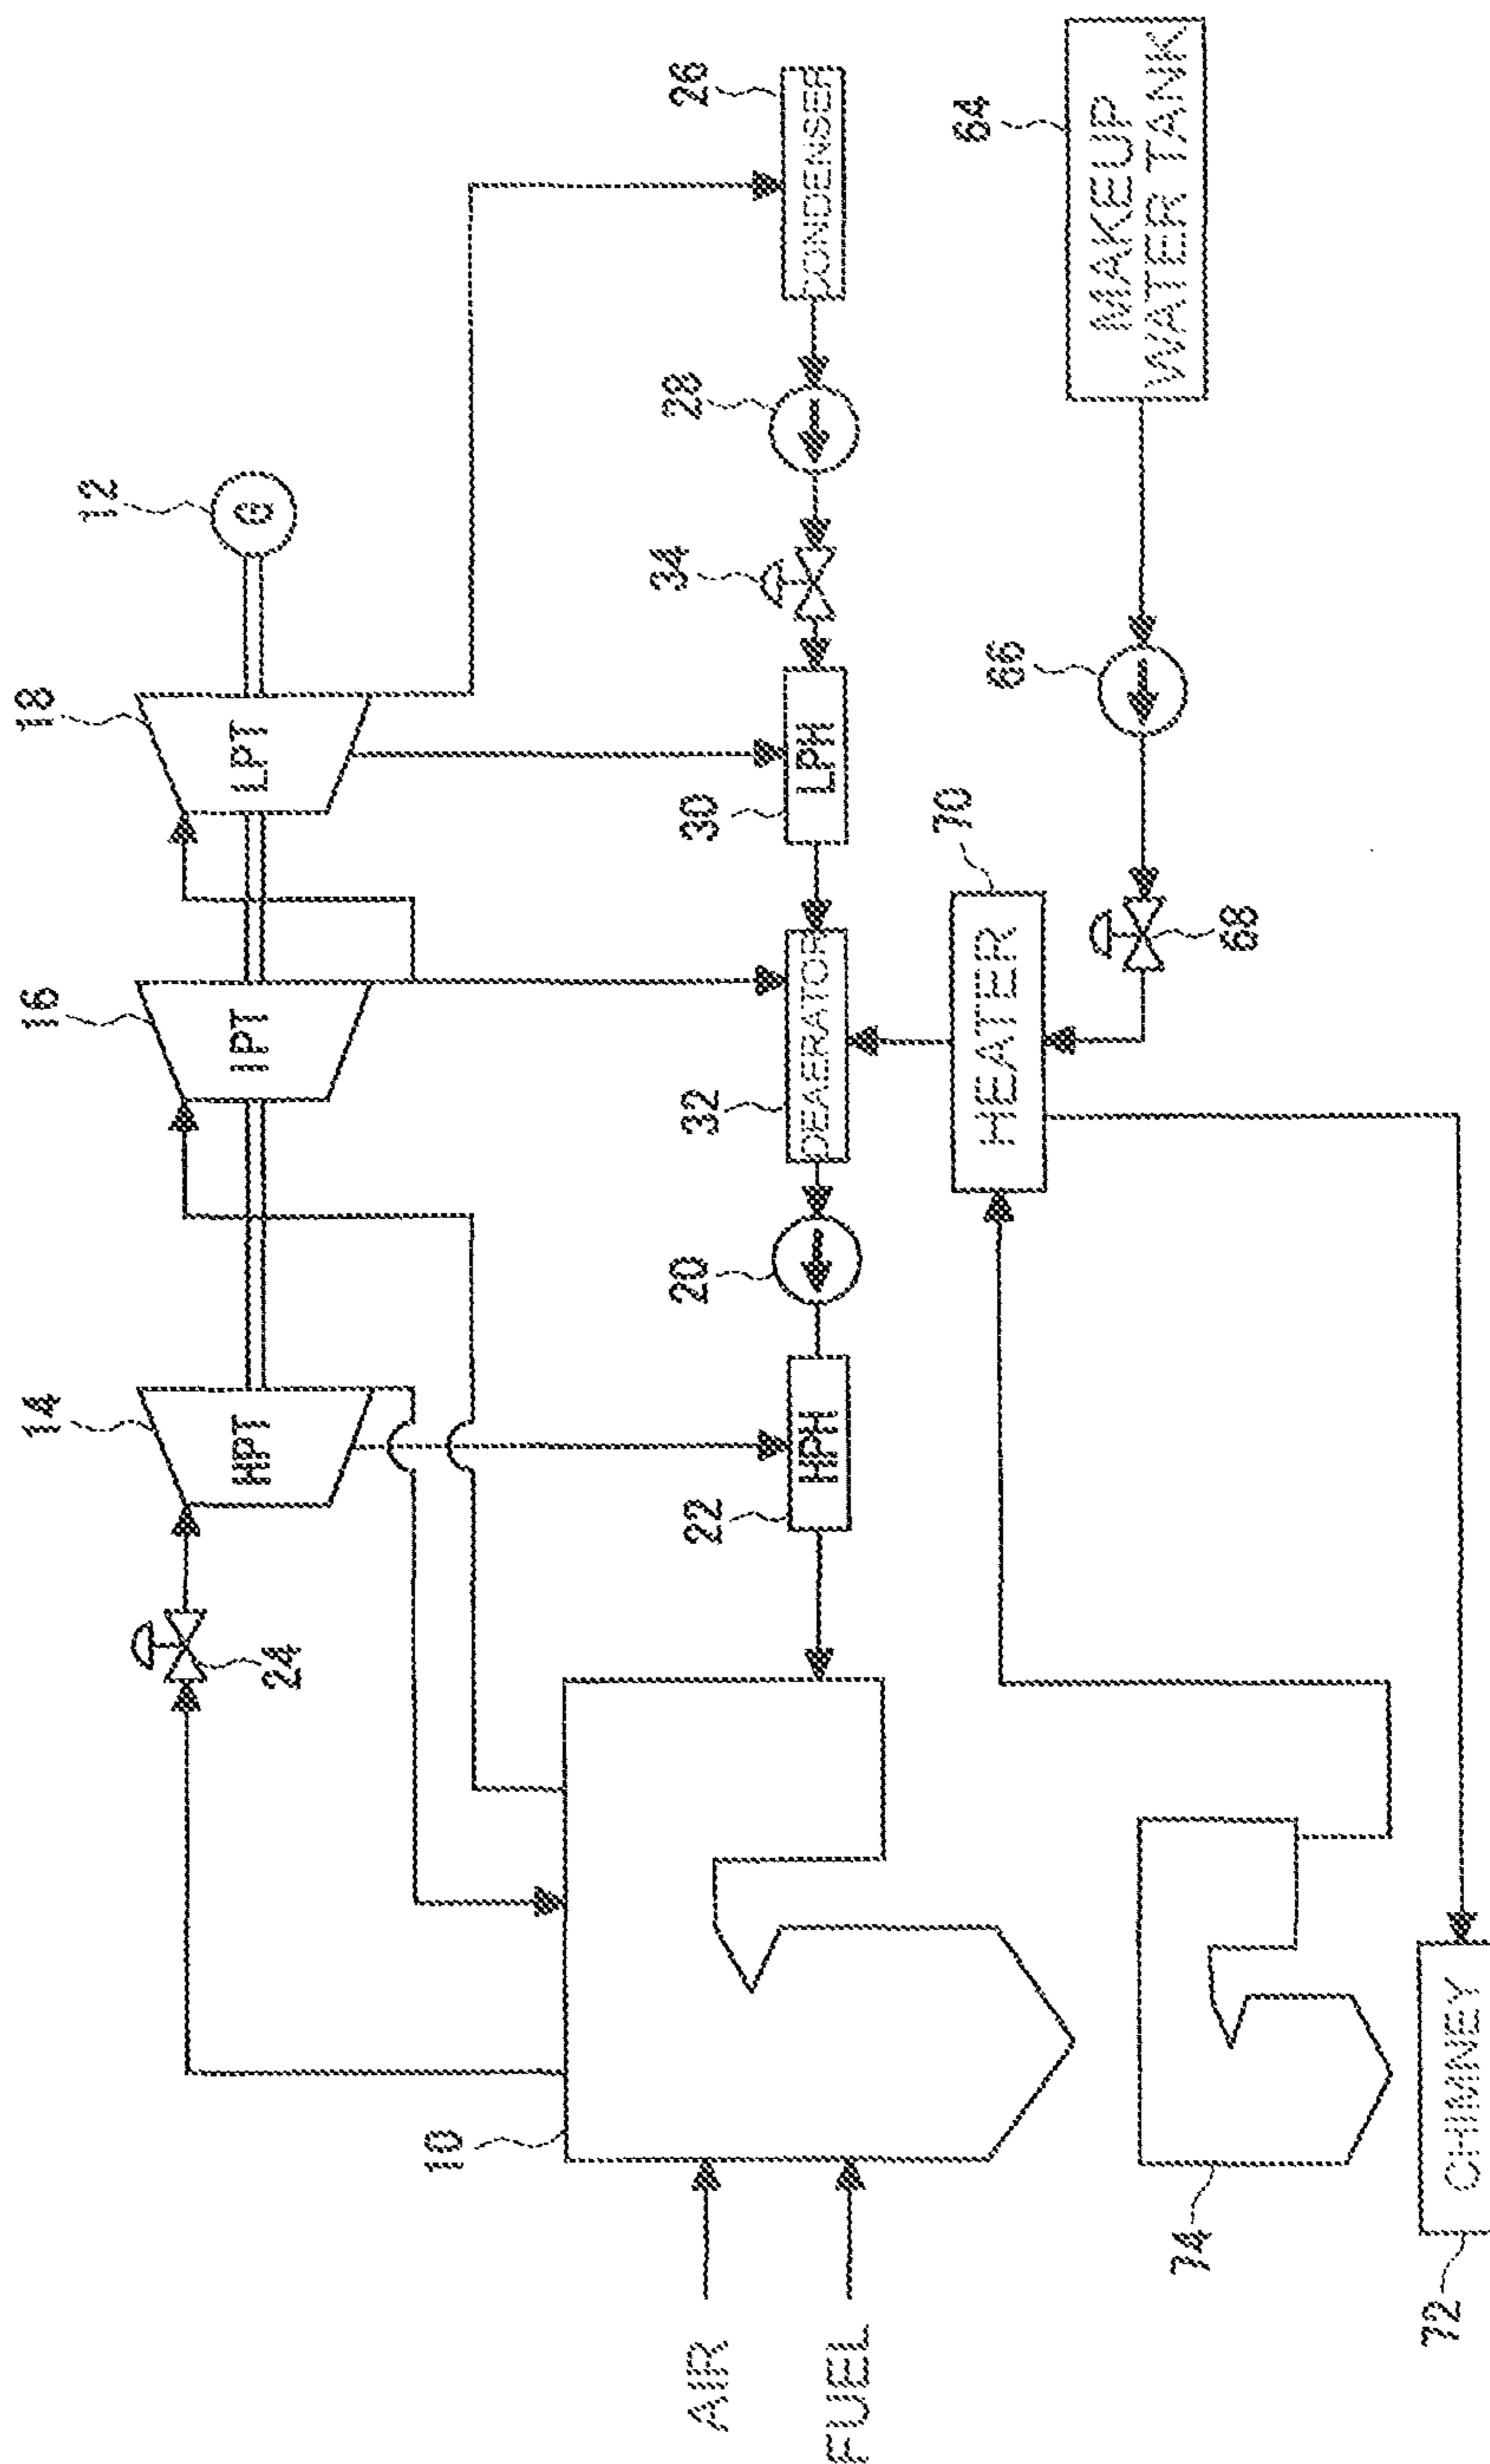 12
G
18
LPT
16
IPT
14
HPT
24
26
CONDENSER
28
34
30
LPH
32
DEAERATOR
20
22
HPH
10
AIR
FUEL
64
MAKEUP
WATER TANK
66
68
70
HEATER
74
72
CHIMNEY